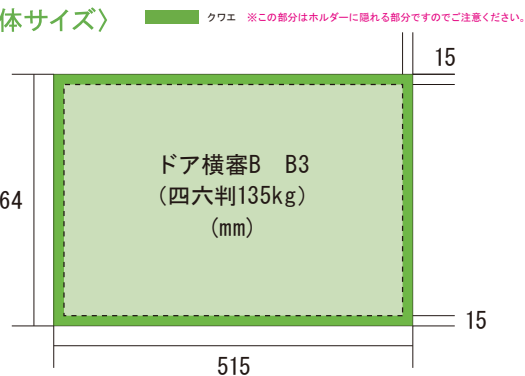 体サイズ〉
クワエ ※この部分はホルダーに隠れる部分ですのでご注意ください。
15
ドア横審B B3
(四六判135kg)
(mm)
64
15
515